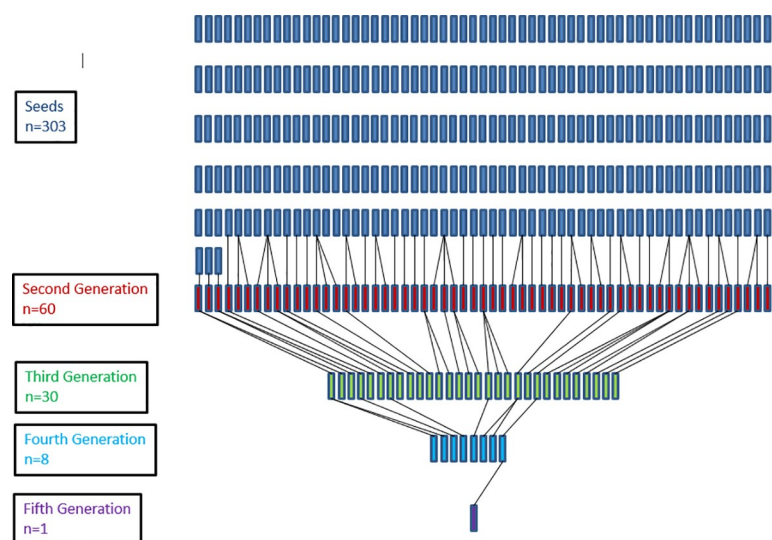 Seeds
n=303
Second Generation
n=60
Third Generation
n=30
Fourth Generation
n=8
Fifth Generation
n=1